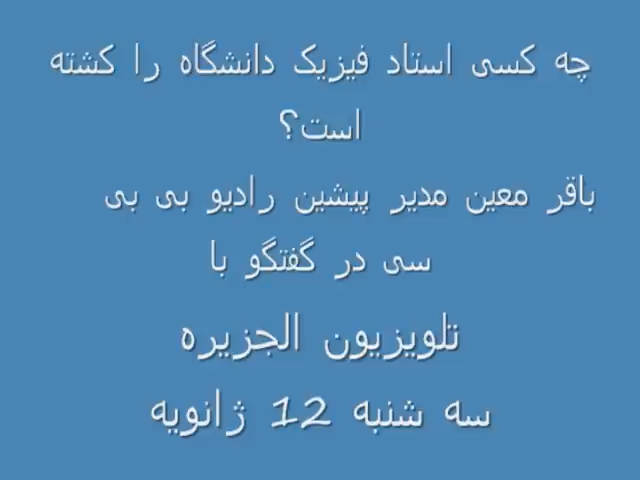 چه کسی استاد فیزیک دانشگاه را کشته
است؟
باقر معین مدیر پیشین رادیو بی بی
سی در گفتگو با
تلویزیون الجزیره
سه شنبه 12 ژانویه